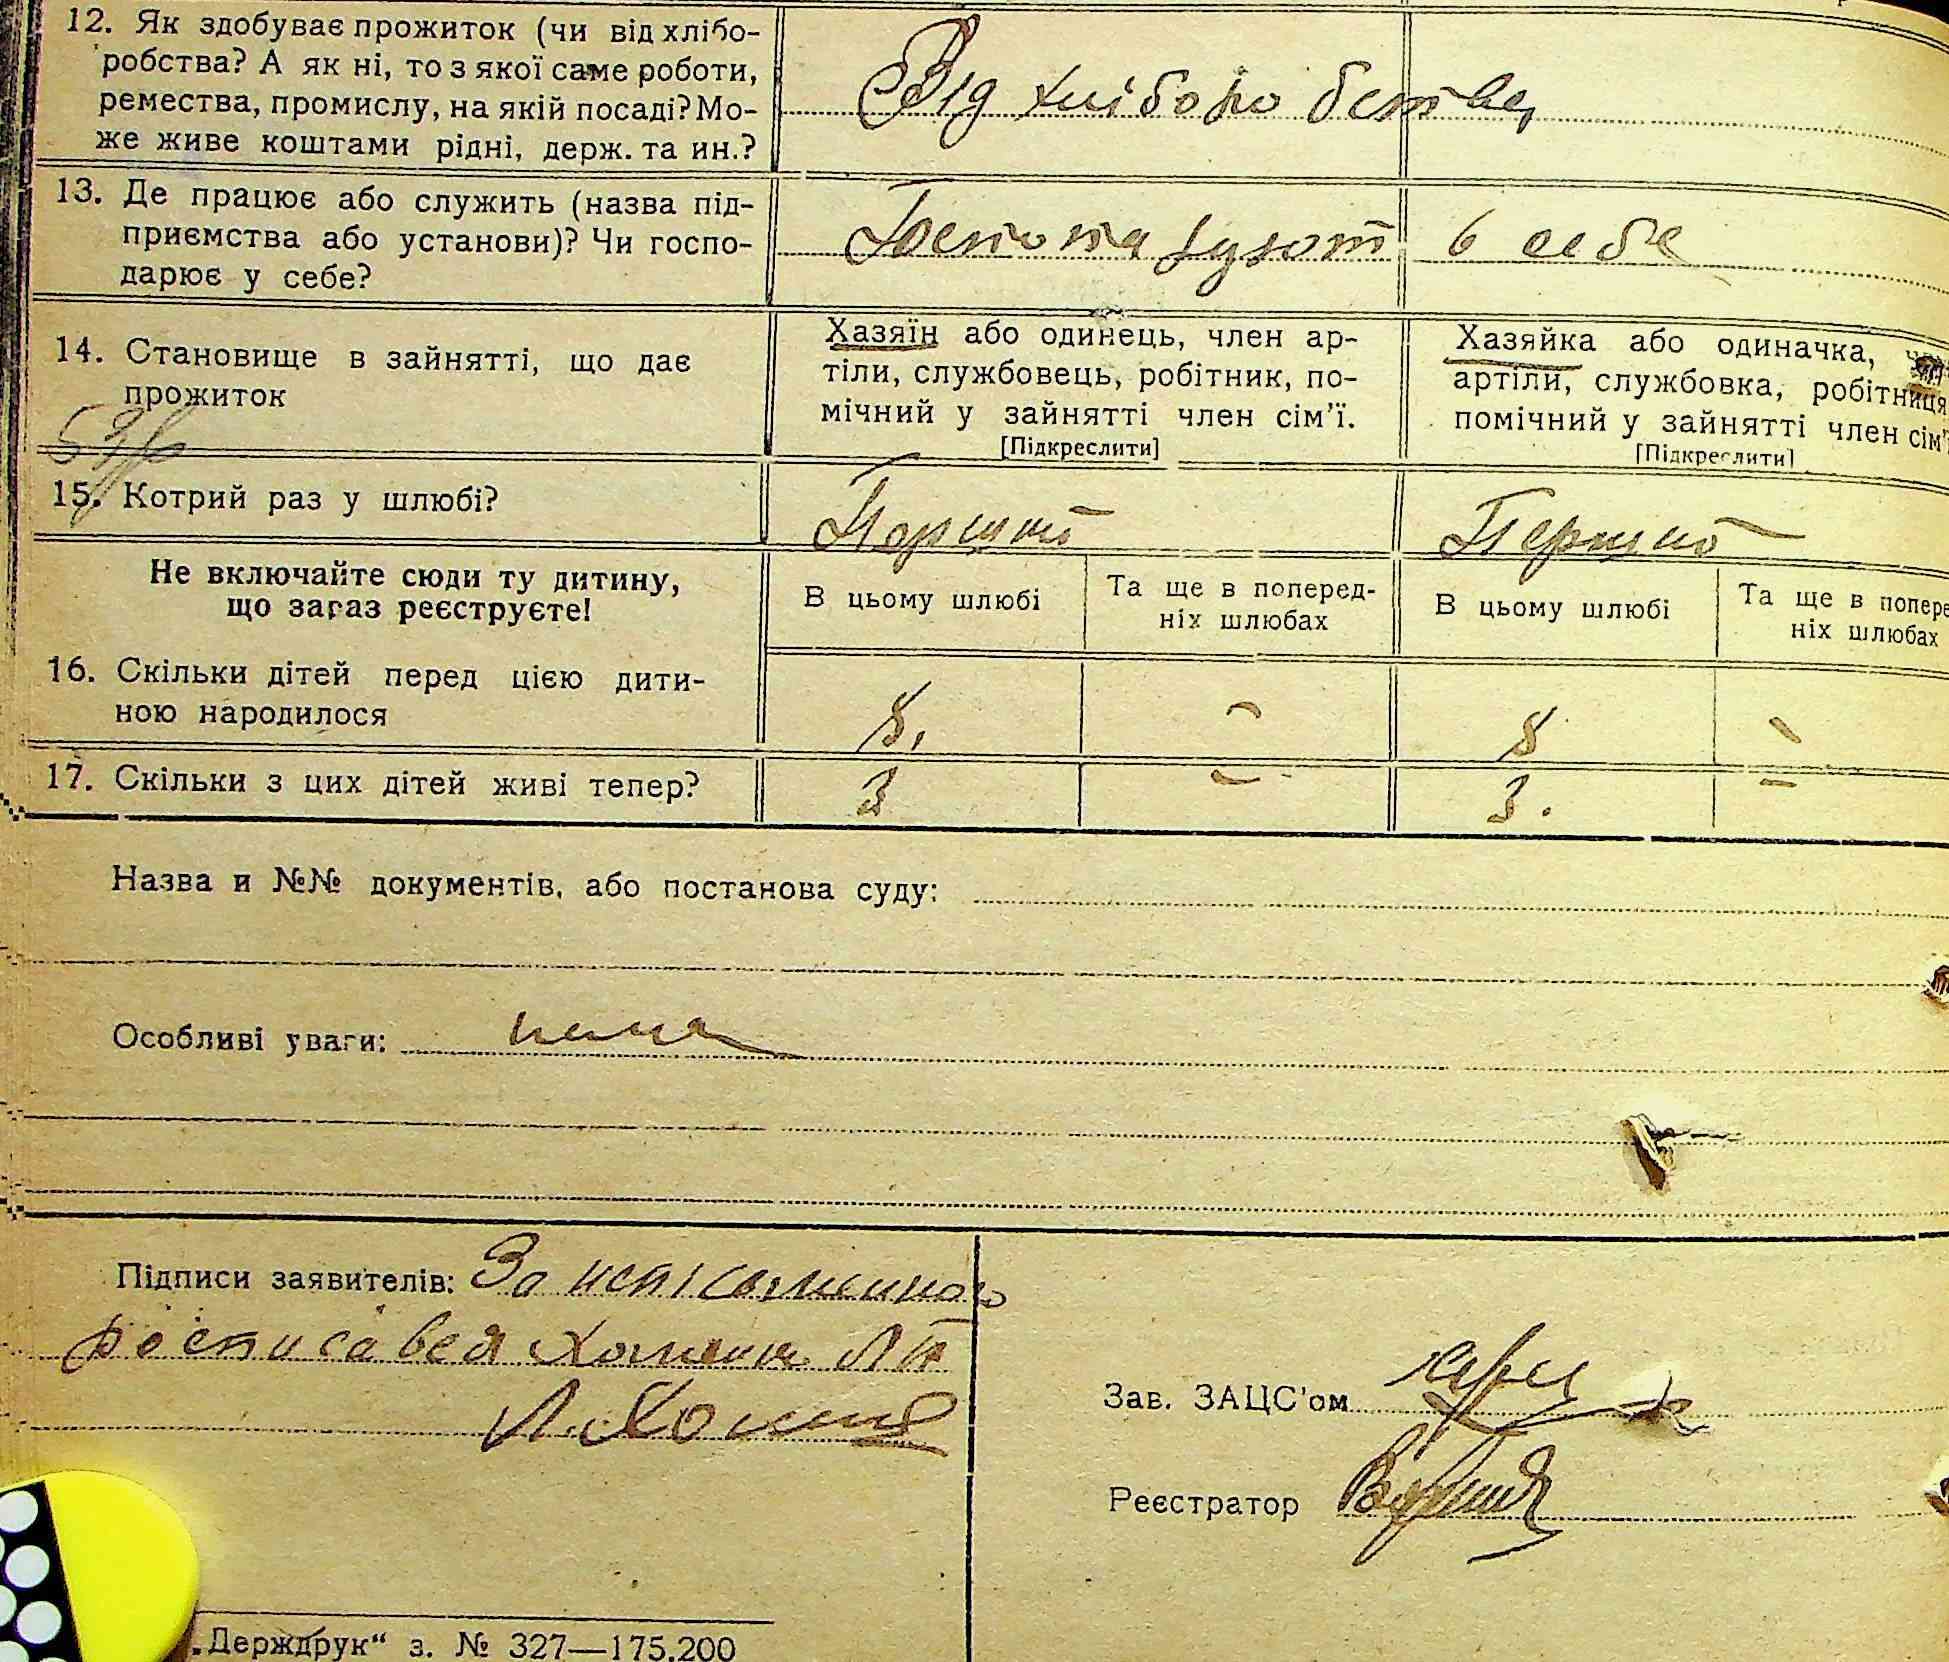 12. Як здобуває прожиток (чи від хлібо-
робства? А як ні, то з якої саме роботи,
ремества, промислу, на якій посаді? Мо-
же живе коштами рідні, держ. та ин.?
Від хліборобства
13. Де працює або служить (назва під-
приємства або установи)? Чи госпо-
дарює у себе?
в себе
14. Становище в зайнятті, що дає
прожиток
Хазяїн або одинець, член ар-
тіли, службовець, робітник, по-
мічний у зайнятті член сім'ї.
[Підкреслити]
Хазяйка або одиначка,
артіли, службовка, робітниця
помічний у зайнятті член сім'ї
[Підкреслити]
15. Котрий раз у шлюбі?
Перший
Перший
Не включайте сюди ту дитину,
що зараз реєструєте!
В цьому шлюбі
Та ще в поперед-
ніх шлюбах
В цьому шлюбі
Та ще в попере
ніх шлюбах
16. Скільки дітей перед цією дити-
ною народилося
8. - 8 -
17. Скільки з цих дітей живі тепер?
3 - 3. -
Назва и №№ документів, або постанова суду:
Особливі уваги: нема
Підписи заявителів: За
росписався
Зав. ЗАЦС'ом
Реєстратор
„Держдрук“ з. № 327—175.200